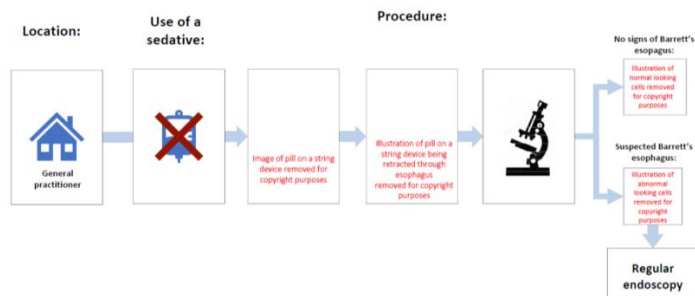 Location:
Use of a
sedative:
Procedure:
General
practitioner
Image of pill on a string
device removed for
copyright purposes
Illustration of pill on a
string device being
retracted through
esophagus
removed for copyright
purposes
No signs of Barrett's
esopagus:
Illustration of
normal looking
cells removed
for copyright
purposes
Suspected Barrett's
esophagus:
Illustration of
abnormal
looking cells
removed for
copyright
purposes
Regular
endoscopy